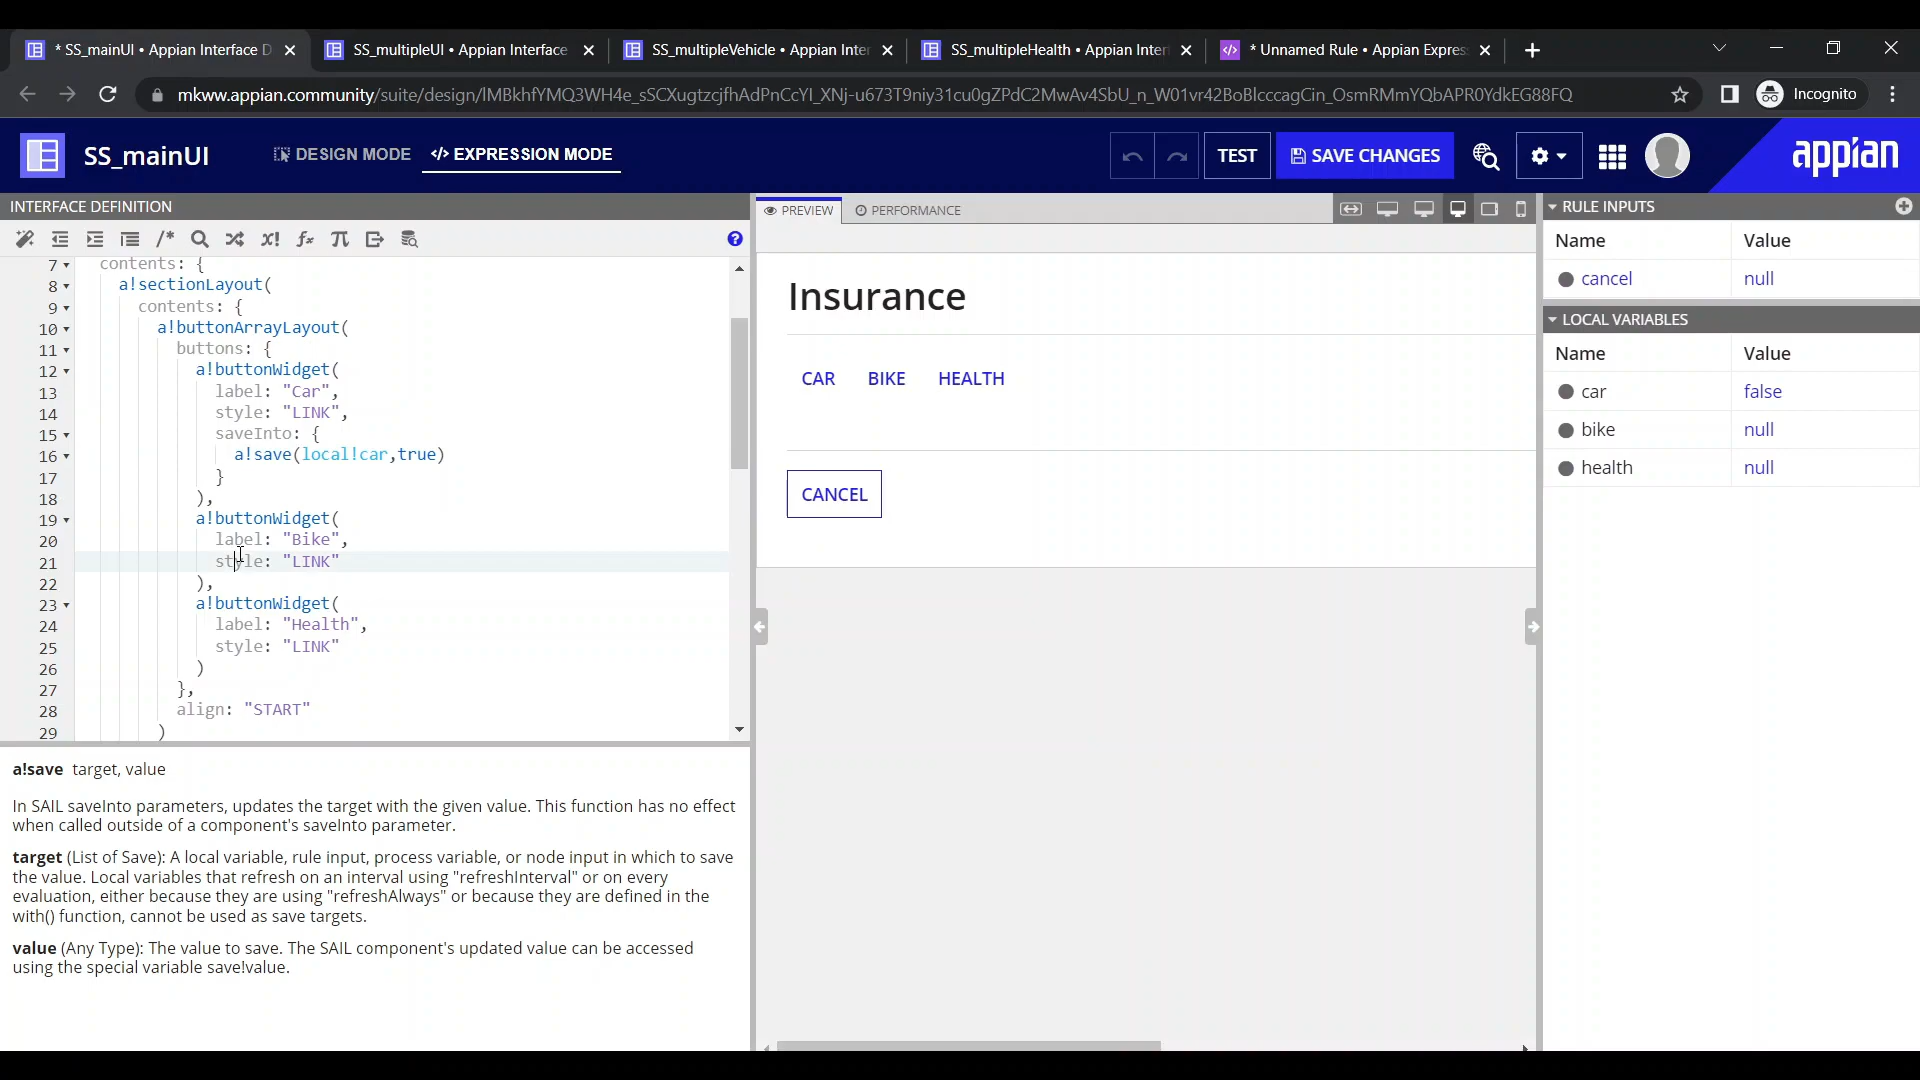 * SS_mainUI • Appian Interface D
SS_multipleUI • Appian Interface
SS_multipleVehicle • Appian Inter
SS_multipleHealth • Appian Interf
* Unnamed Rule • Appian Expres
Incognito
SS_mainUI
DESIGN MODE
</> EXPRESSION MODE
TEST
SAVE CHANGES
appian
INTERFACE DEFINITION
7 contents: {
8 a!sectionLayout(
9 contents: {
10 a!buttonArrayLayout(
11 buttons: {
12 a!buttonWidget(
13 label: "Car",
14 style: "LINK",
15 saveInto: {
16 a!save(local!car,true)
17 }
18 ),
19 a!buttonWidget(
20 label: "Bike",
21 style: "LINK"
22 ),
23 a!buttonWidget(
24 label: "Health",
25 style: "LINK"
26 )
27 },
28 align: "START"
29 )
a!save target, value
In SAIL saveInto parameters, updates the target with the given value. This function has no effect
when called outside of a component's saveInto parameter.
target (List of Save): A local variable, rule input, process variable, or node input in which to save
the value. Local variables that refresh on an interval using "refreshInterval" or on every
evaluation, either because they are using "refreshAlways" or because they are defined in the
with() function, cannot be used as save targets.
value (Any Type): The value to save. The SAIL component's updated value can be accessed
using the special variable save!value.
PREVIEW
PERFORMANCE
Insurance
CAR BIKE HEALTH
CANCEL
RULE INPUTS
Name Value
cancel null
LOCAL VARIABLES
Name Value
car false
bike null
health null